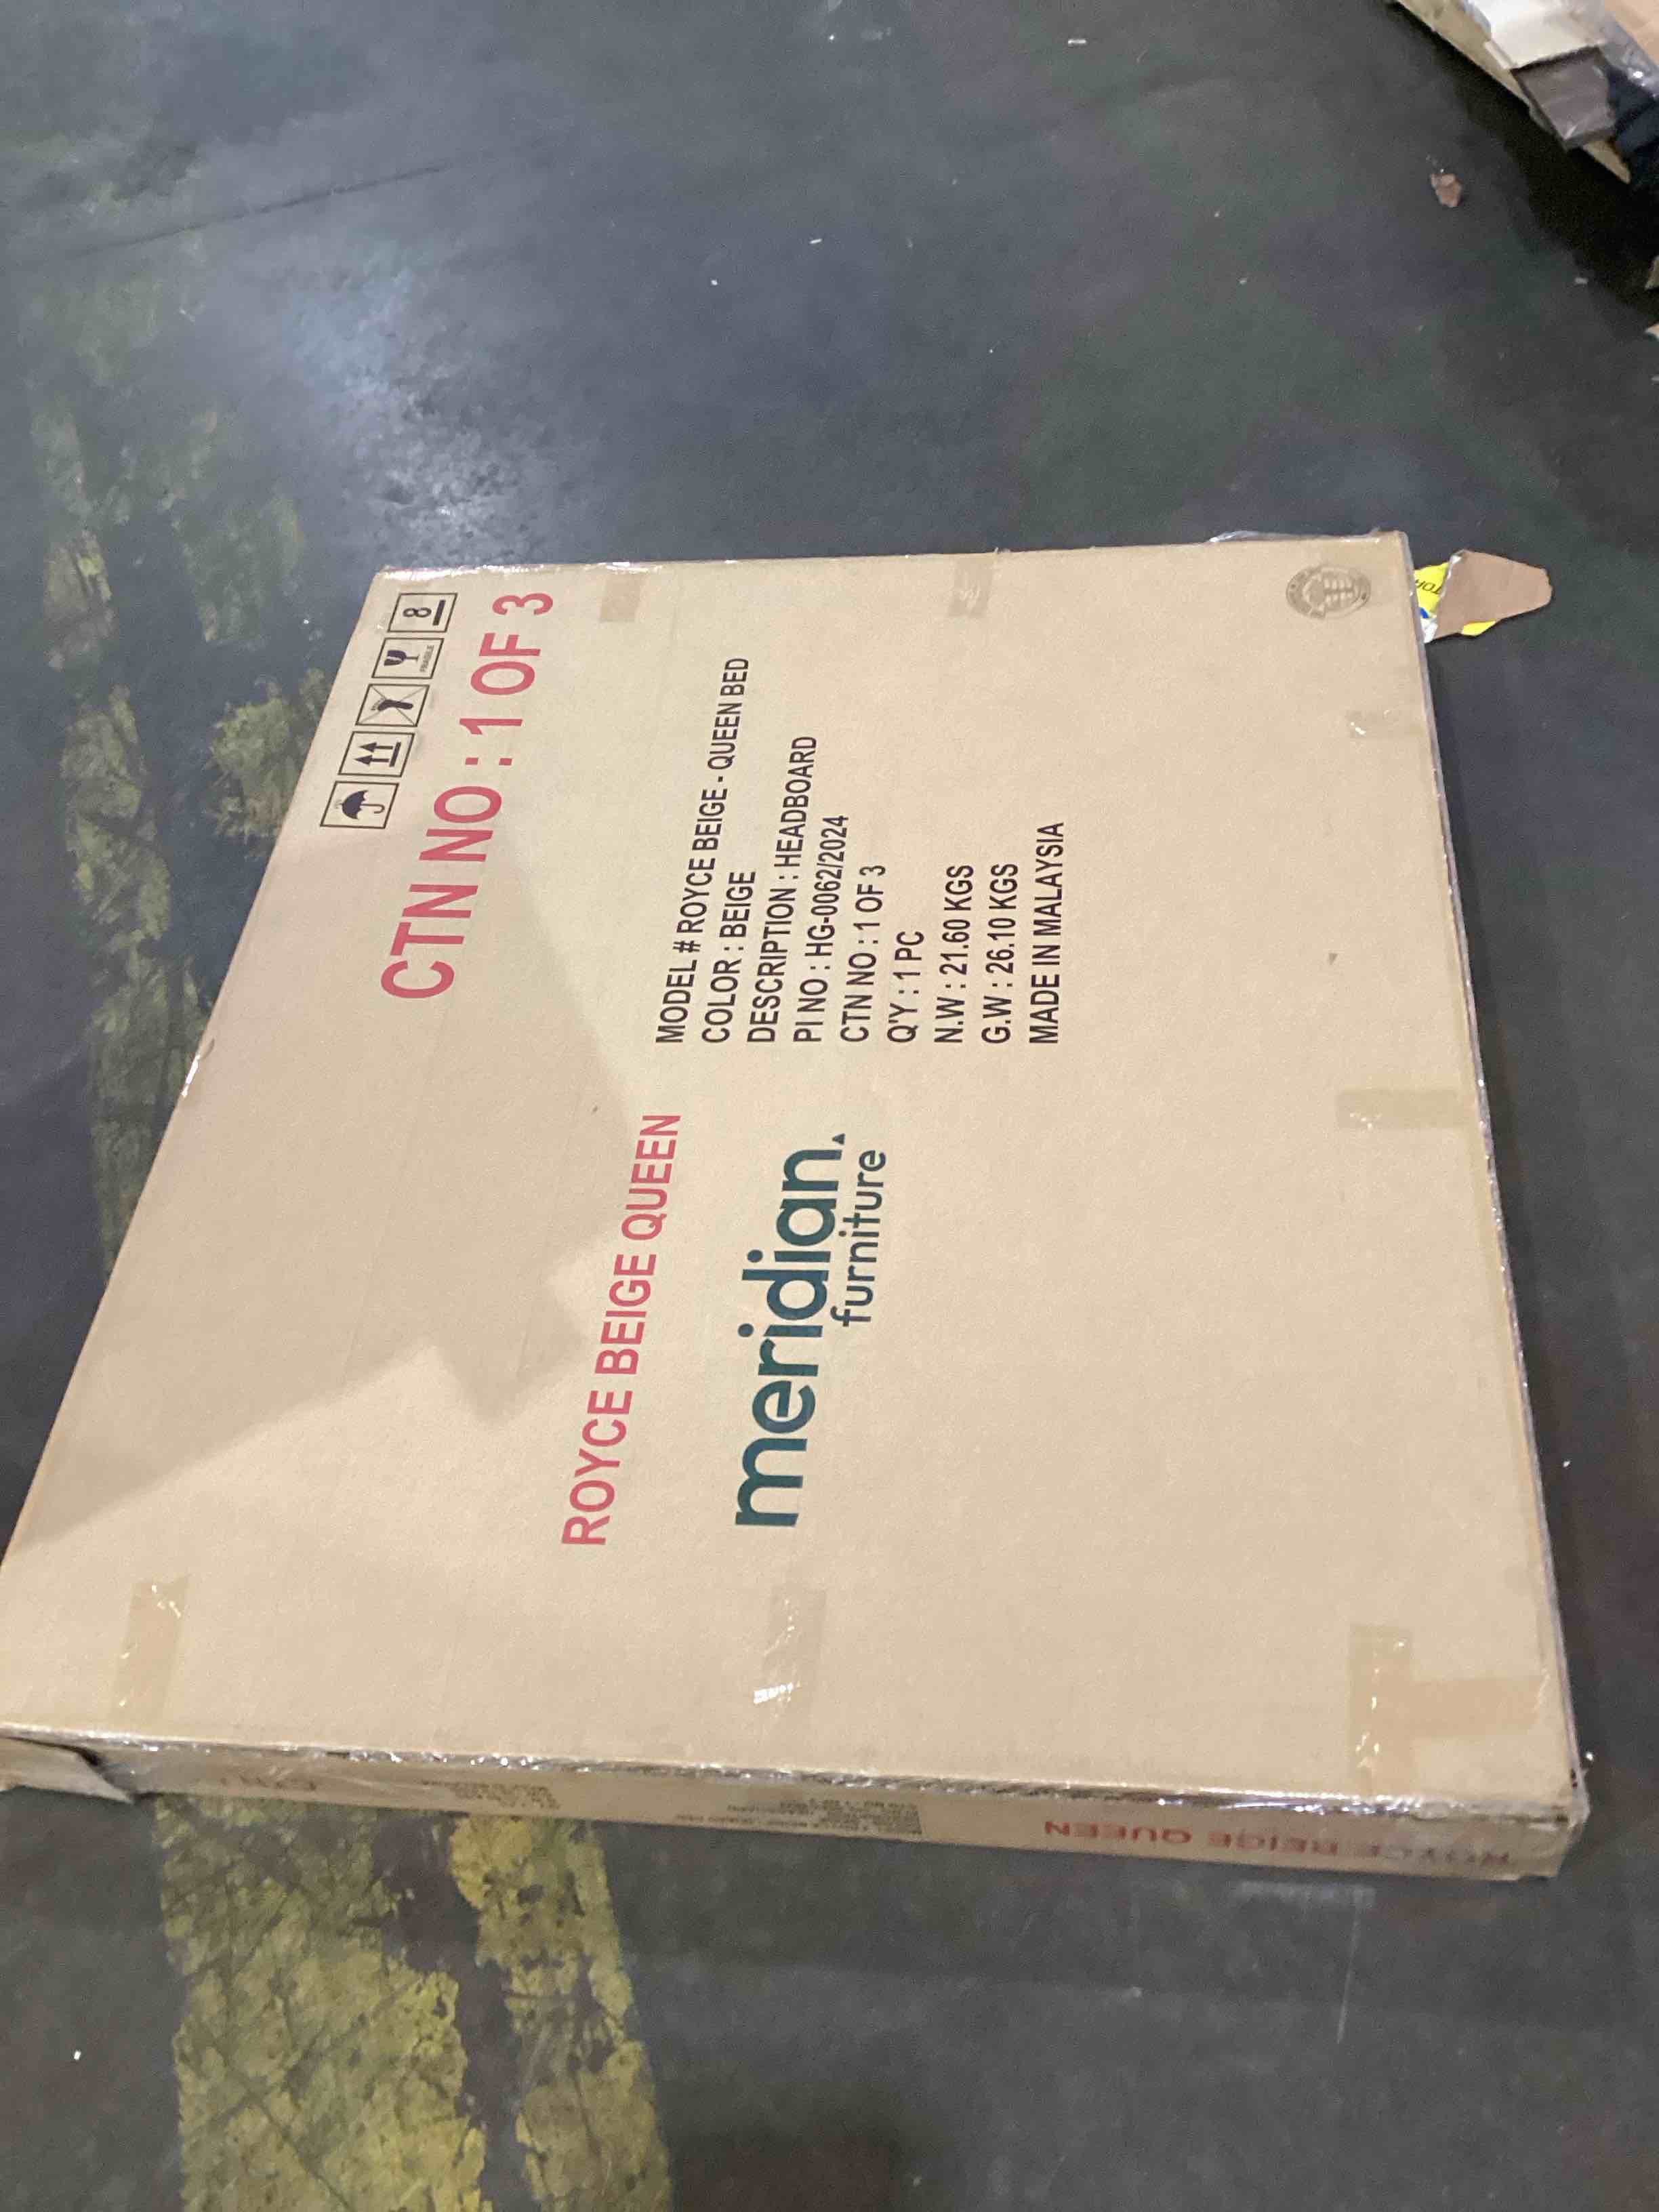 8
FRAGILE
CTN NO : 1 OF 3
ROYCE BEIGE QUEEN
meridian
furniture
MODEL # ROYCE BEIGE - QUEEN BED
COLOR : BEIGE
DESCRIPTION : HEADBOARD
PI NO : HG-0062/2024
CTN NO : 1 OF 3
Q'Y : 1 PC
N.W : 21.60 KGS
G.W : 26.10 KGS
MADE IN MALAYSIA
ROYCE BEIGE QUEEN